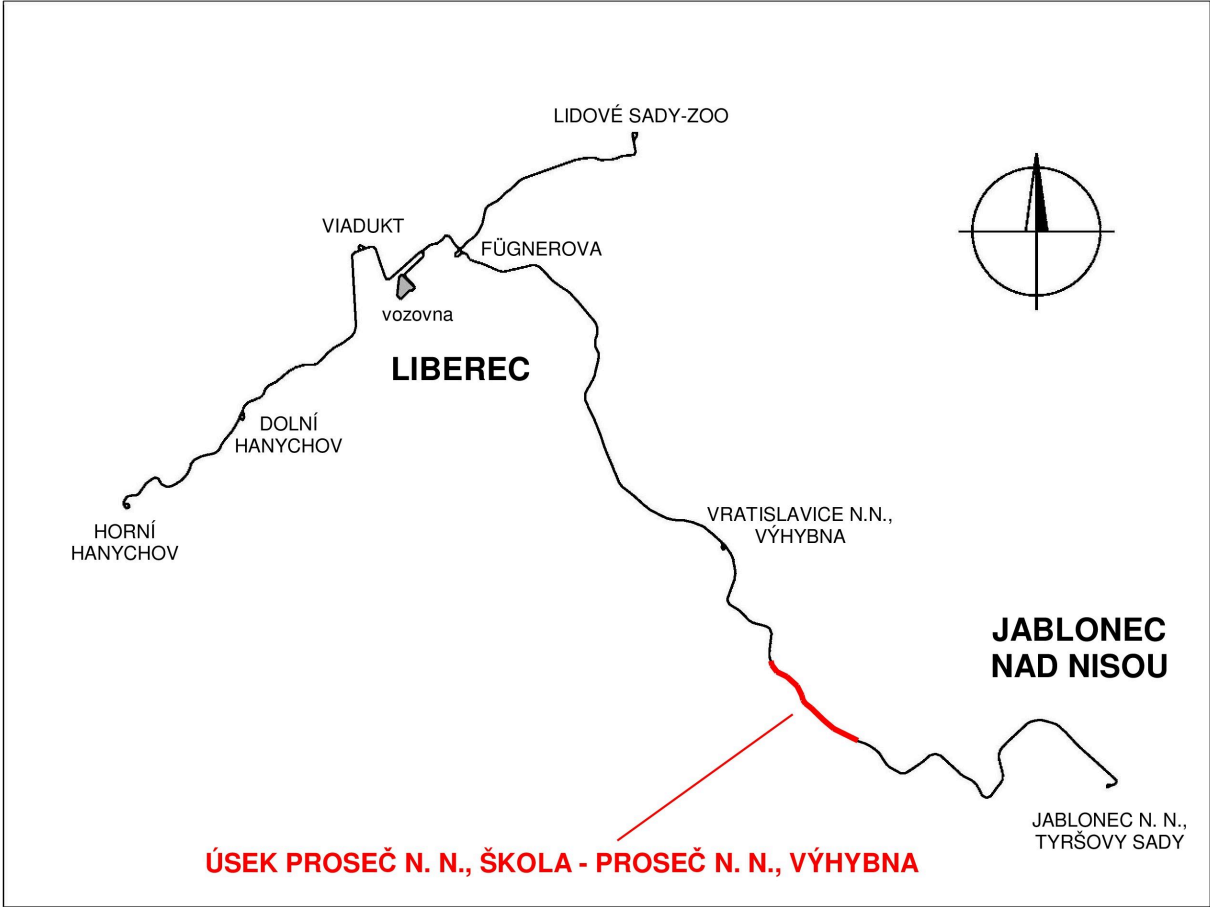 LIDOVÉ SADY-ZOO
VIADUKT
FÜGNEROVA
vozovna
LIBEREC
DOLNÍ
HANYCHOV
HORNÍ
HANYCHOV
VRATISLAVICE N.N.,
VÝHYBNA
JABLONEC
NAD NISOU
JABLONEC N. N.,
TYRŠOVY SADY
ÚSEK PROSEČ N. N., ŠKOLA - PROSEČ N. N., VÝHYBNA